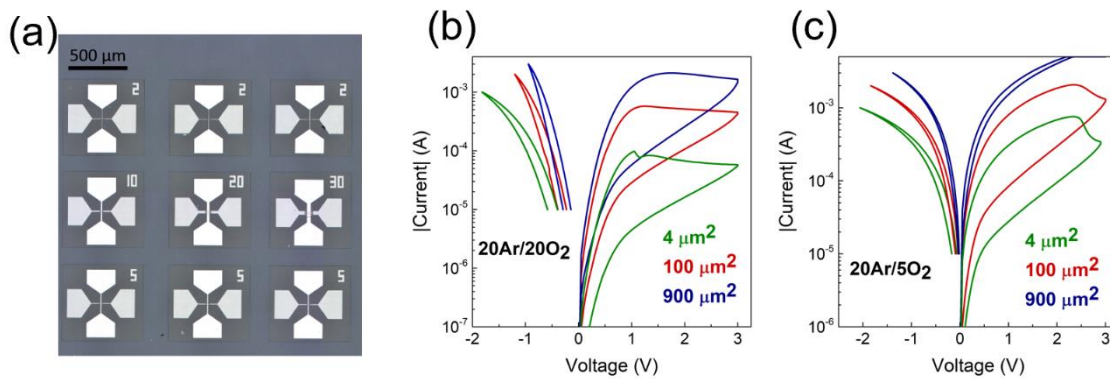 (a)
500 µm
2 2 2
10 20 30
5 5 5
(b)
|Current| (A)
10⁻³
10⁻⁴
10⁻⁵
10⁻⁶
10⁻⁷
20Ar/20O₂
4 µm²
100 µm²
900 µm²
-2 -1 0 1 2 3
Voltage (V)
(c)
|Current| (A)
10⁻³
10⁻⁴
10⁻⁵
10⁻⁶
20Ar/5O₂
4 µm²
100 µm²
900 µm²
-2 -1 0 1 2 3
Voltage (V)